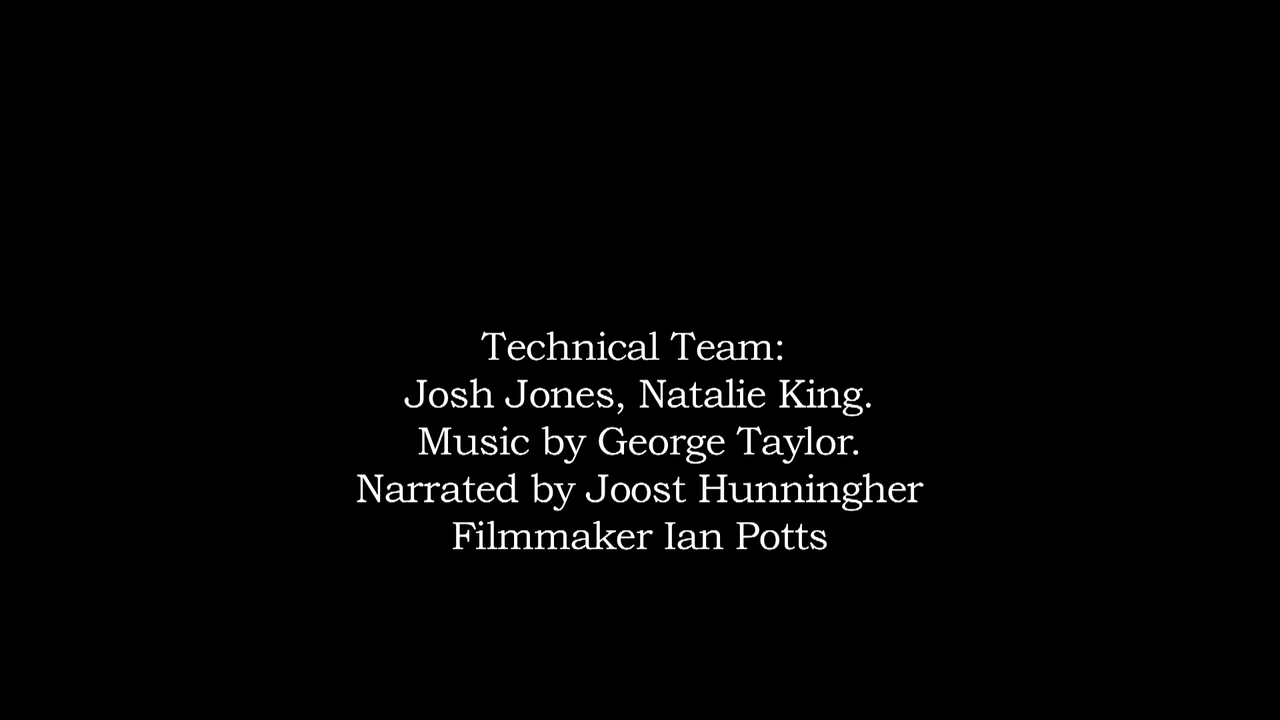 Technical Team:
Josh Jones, Natalie King.
Music by George Taylor.
Narrated by Joost Hunningher
Filmmaker Ian Potts